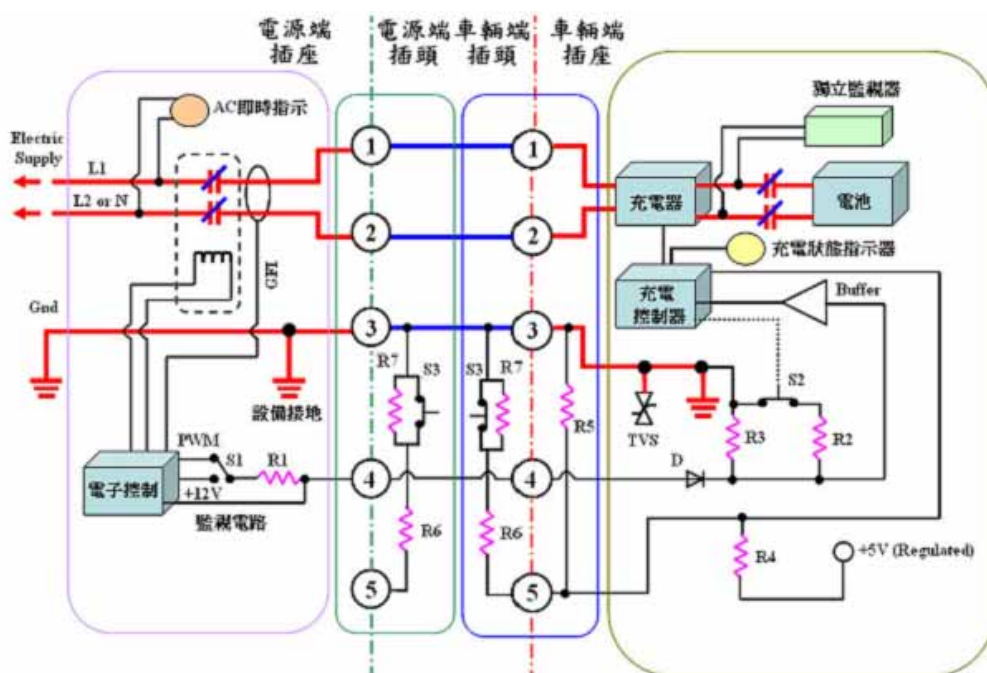 電源端
插座
電源端
插頭
車輛端
插頭
車輛端
插座
AC即時指示
獨立監視器
Electric
Supply
L1
L2 or N
1
1
2
2
充電器
電池
充電狀態指示器
充電
控制器
Buffer
GFI
Gnd
3
3
R7
S3
S3
R7
R5
設備接地
TVS
S2
R3
R2
PWM
S1
R1
電子控制
+12V
監視電路
4
4
D
R6
R6
R4
+5V (Regulated)
5
5